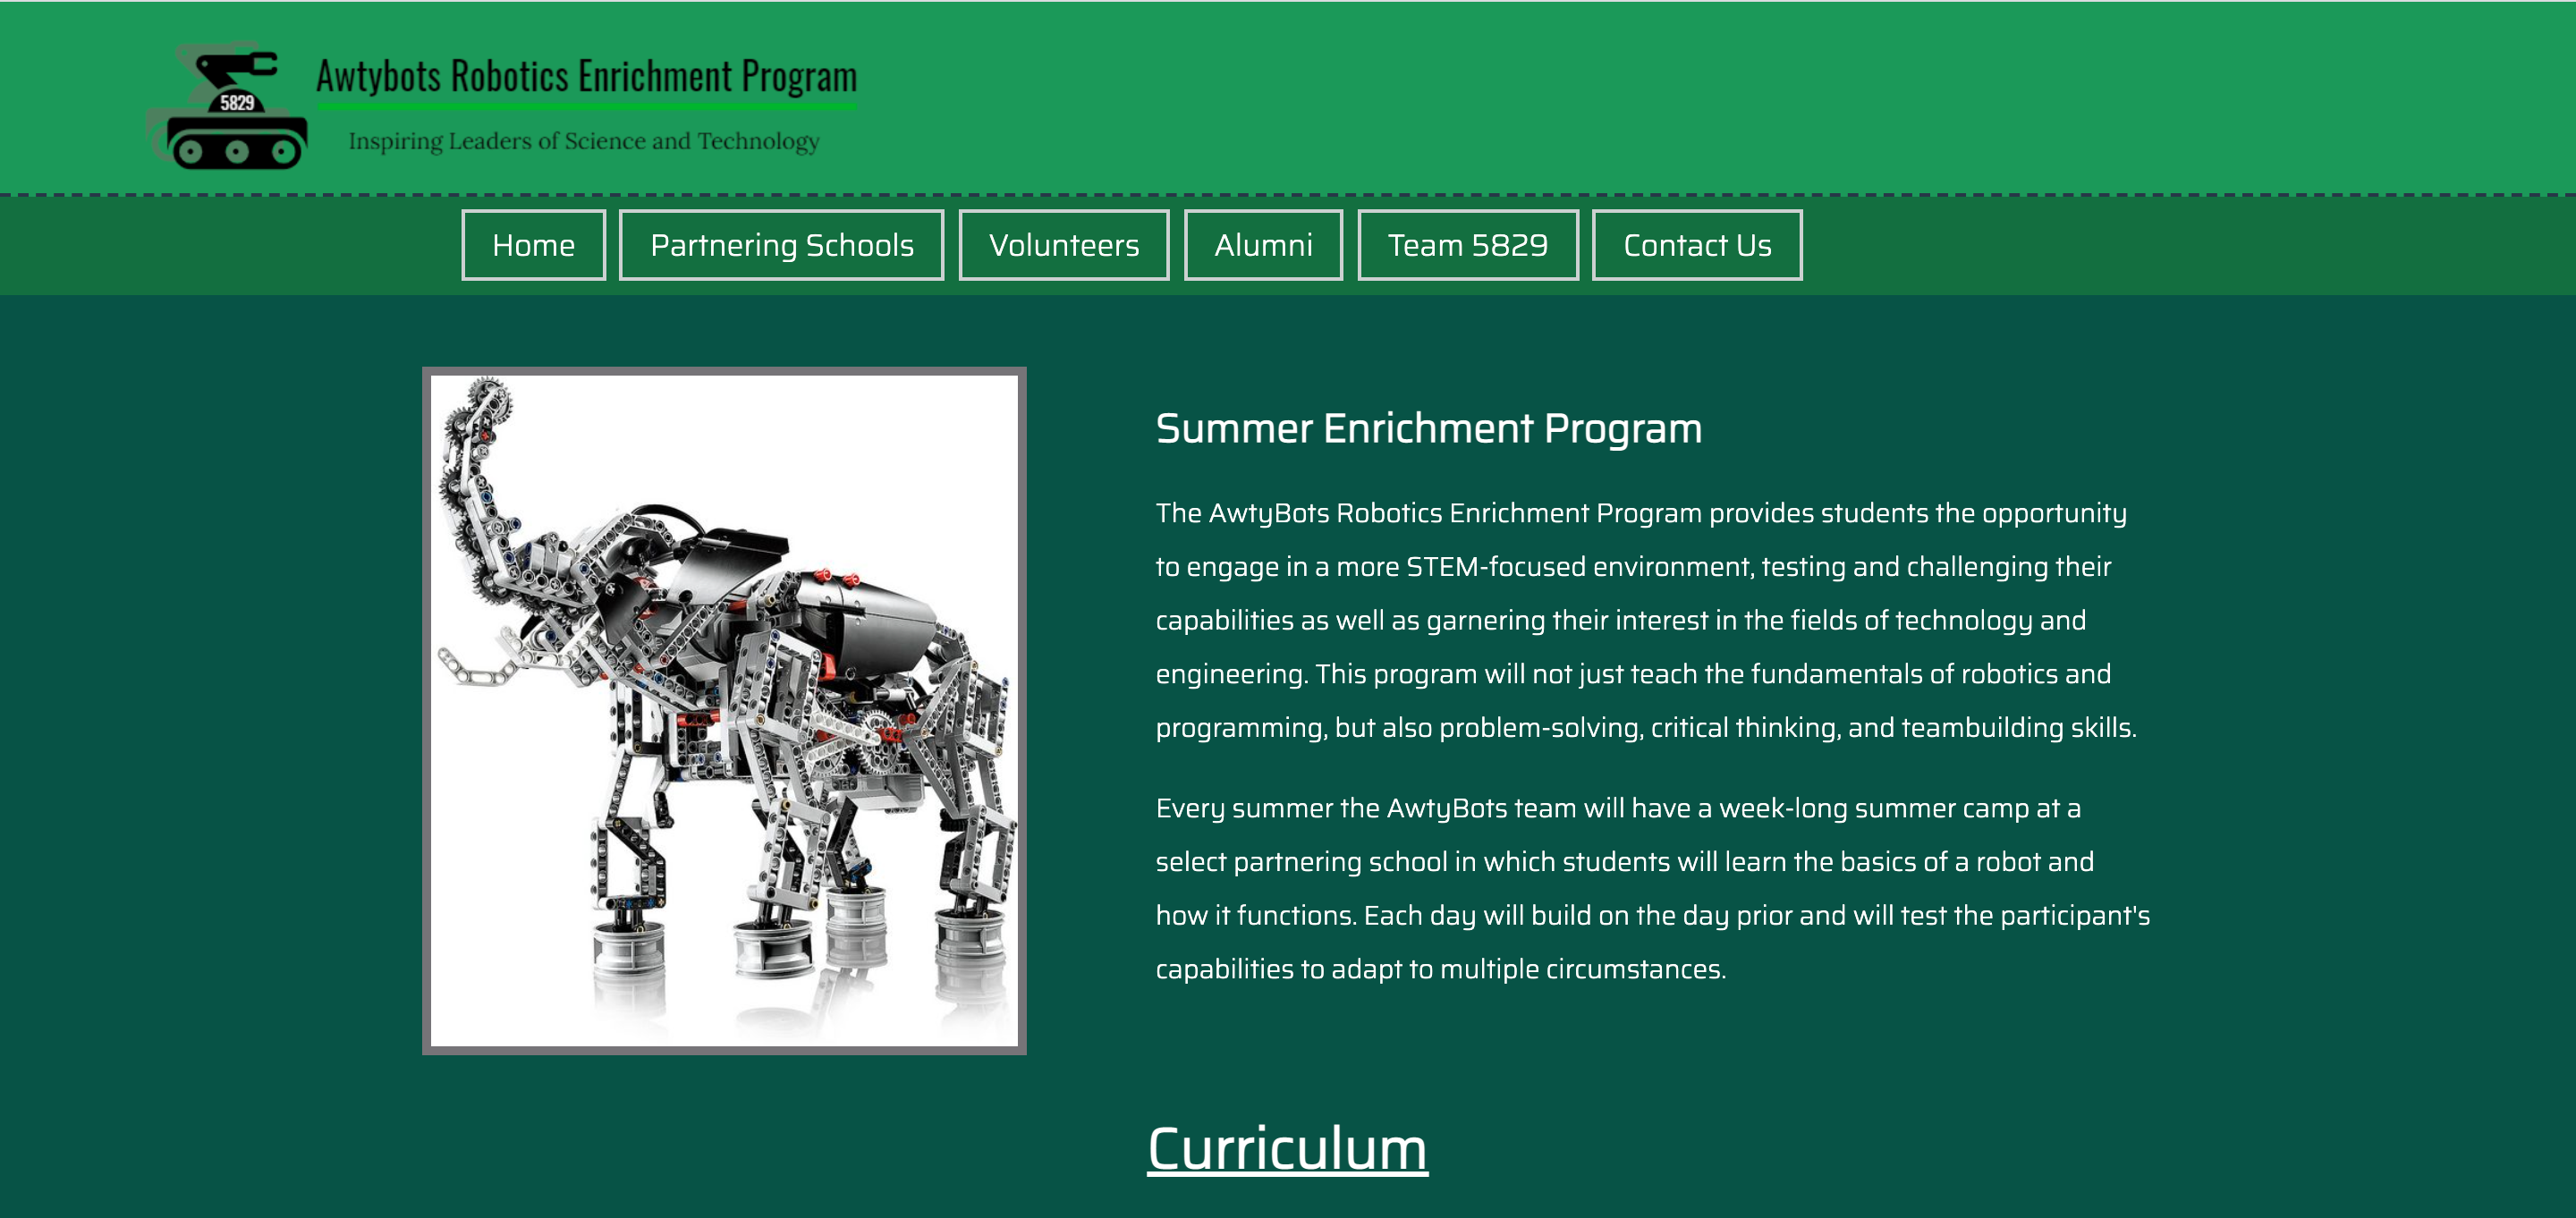 Awtybots Robotics Enrichment Program
5829
Inspiring Leaders of Science and Technology
Home
Partnering Schools
Volunteers
Alumni
Team 5829
Contact Us
Summer Enrichment Program
The AwtyBots Robotics Enrichment Program provides students the opportunity
to engage in a more STEM-focused environment, testing and challenging their
capabilities as well as garnering their interest in the fields of technology and
engineering. This program will not just teach the fundamentals of robotics and
programming, but also problem-solving, critical thinking, and teambuilding skills.
Every summer the AwtyBots team will have a week-long summer camp at a
select partnering school in which students will learn the basics of a robot and
how it functions. Each day will build on the day prior and will test the participant's
capabilities to adapt to multiple circumstances.
Curriculum